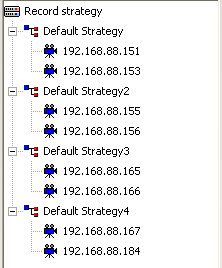 Record strategy
Default Strategy
192.168.88.151
192.168.88.153
Default Strategy2
192.168.88.155
192.168.88.156
Default Strategy3
192.168.88.165
192.168.88.166
Default Strategy4
192.168.88.167
192.168.88.184